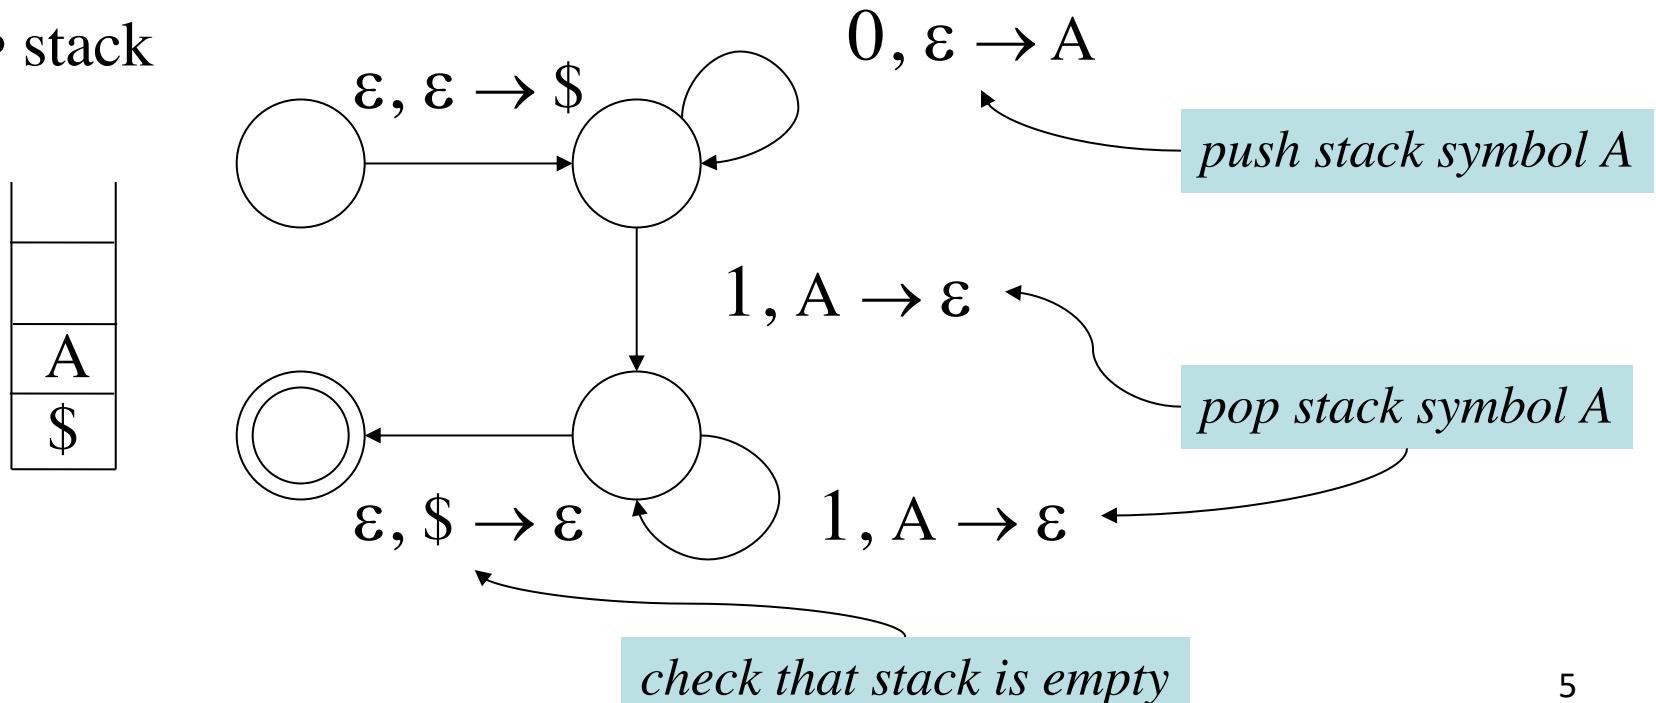 • stack
0, ε → A
ε, ε → $
push stack symbol A
1, A → ε
A
$
pop stack symbol A
ε, $ → ε
1, A → ε
check that stack is empty
5